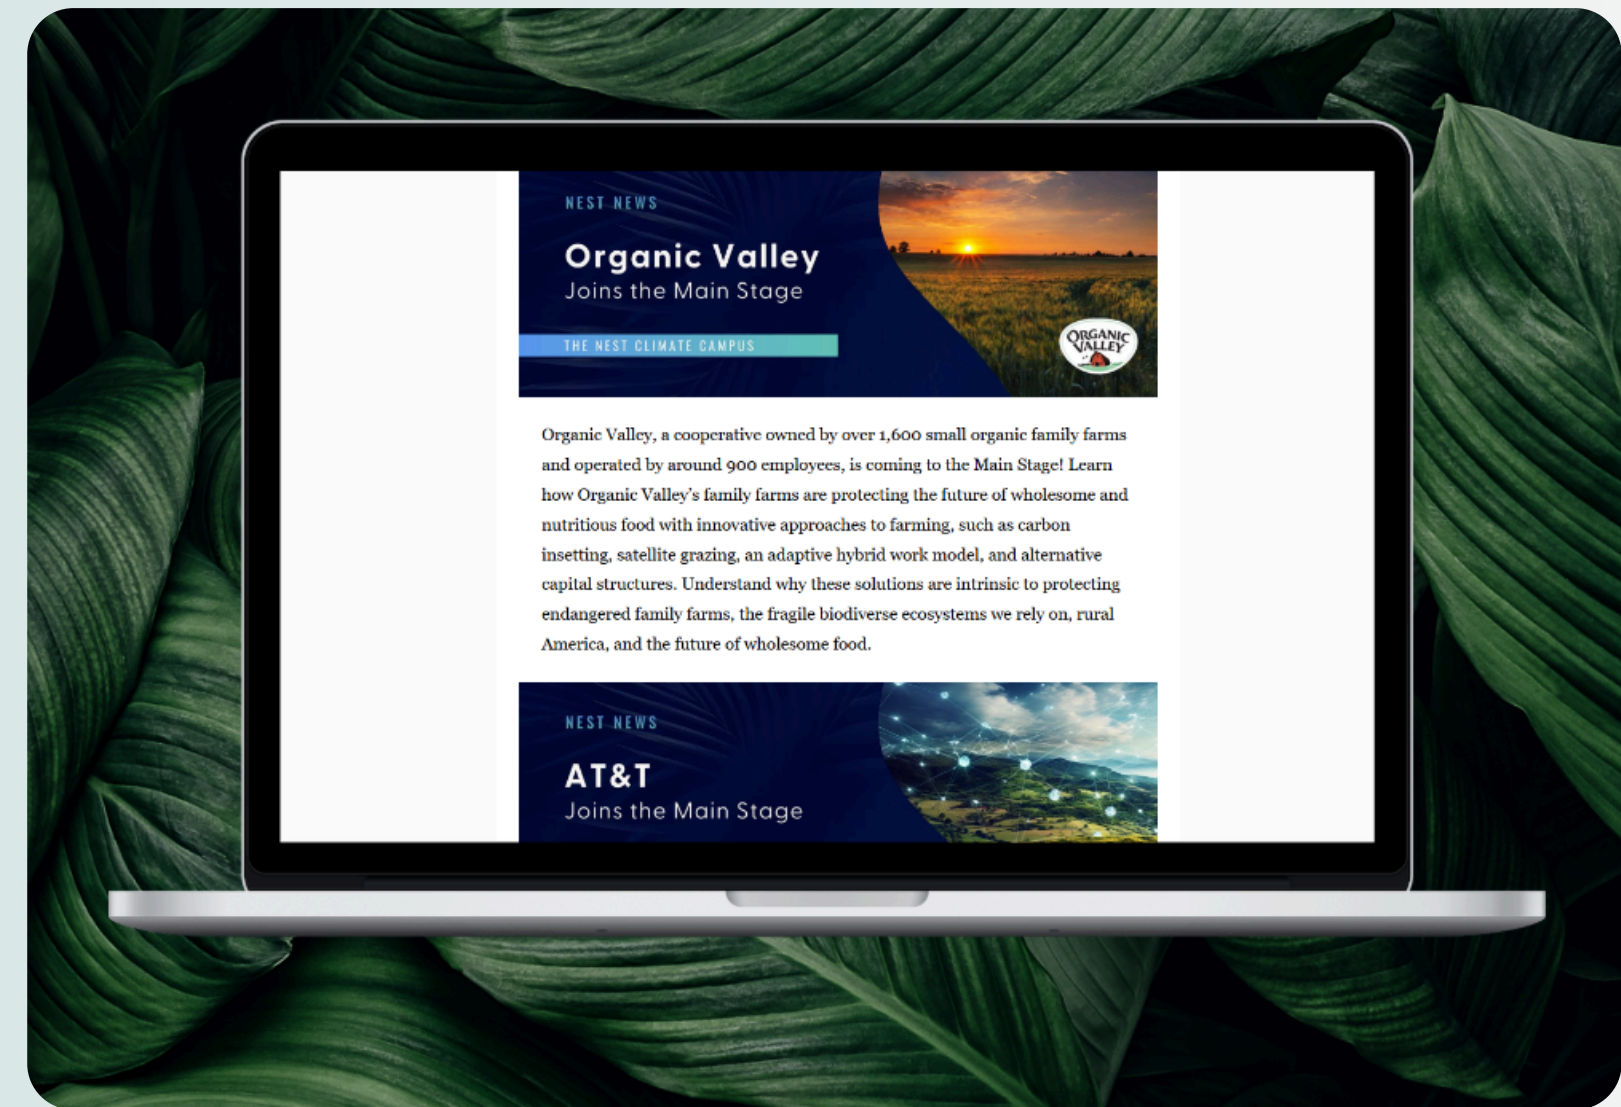 NEST NEWS
Organic Valley
Joins the Main Stage
THE NEST CLIMATE CAMPUS
ORGANIC
VALLEY
Organic Valley, a cooperative owned by over 1,600 small organic family farms
and operated by around 900 employees, is coming to the Main Stage! Learn
how Organic Valley’s family farms are protecting the future of wholesome and
nutritious food with innovative approaches to farming, such as carbon
insetting, satellite grazing, an adaptive hybrid work model, and alternative
capital structures. Understand why these solutions are intrinsic to protecting
endangered family farms, the fragile biodiverse ecosystems we rely on, rural
America, and the future of wholesome food.
NEST NEWS
AT&T
Joins the Main Stage